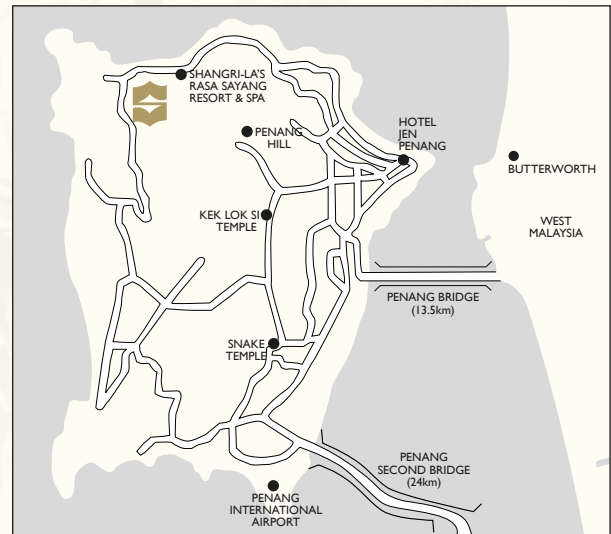 SHANGRI-LA'S
RASA SAYANG
RESORT & SPA
HOTEL
JEN
PENANG
PENANG
HILL
BUTTERWORTH
KEK LOK SI
TEMPLE
WEST
MALAYSIA
PENANG BRIDGE
(13.5km)
SNAKE
TEMPLE
PENANG
SECOND BRIDGE
(24km)
PENANG
INTERNATIONAL
AIRPORT